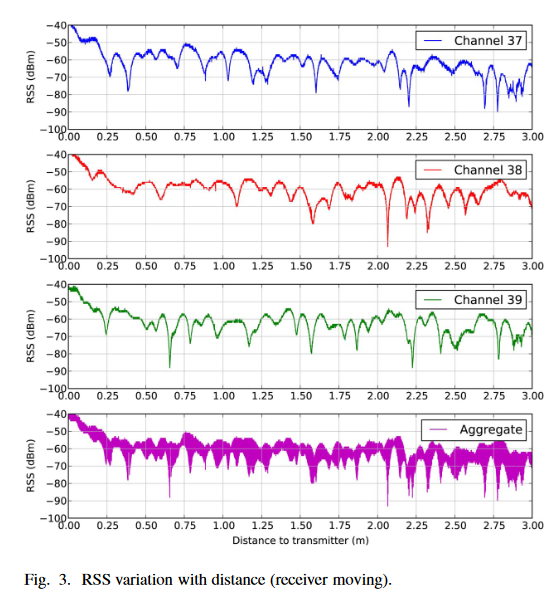 −40
−50
−60
−70
−80
−90
−100
RSS (dBm)
Channel 37
0.00 0.25 0.50 0.75 1.00 1.25 1.50 1.75 2.00 2.25 2.50 2.75 3.00
−40
−50
−60
−70
−80
−90
−100
RSS (dBm)
Channel 38
0.00 0.25 0.50 0.75 1.00 1.25 1.50 1.75 2.00 2.25 2.50 2.75 3.00
−40
−50
−60
−70
−80
−90
−100
RSS (dBm)
Channel 39
0.00 0.25 0.50 0.75 1.00 1.25 1.50 1.75 2.00 2.25 2.50 2.75 3.00
−40
−50
−60
−70
−80
−90
−100
RSS (dBm)
Aggregate
0.00 0.25 0.50 0.75 1.00 1.25 1.50 1.75 2.00 2.25 2.50 2.75 3.00
Distance to transmitter (m)
Fig. 3. RSS variation with distance (receiver moving).